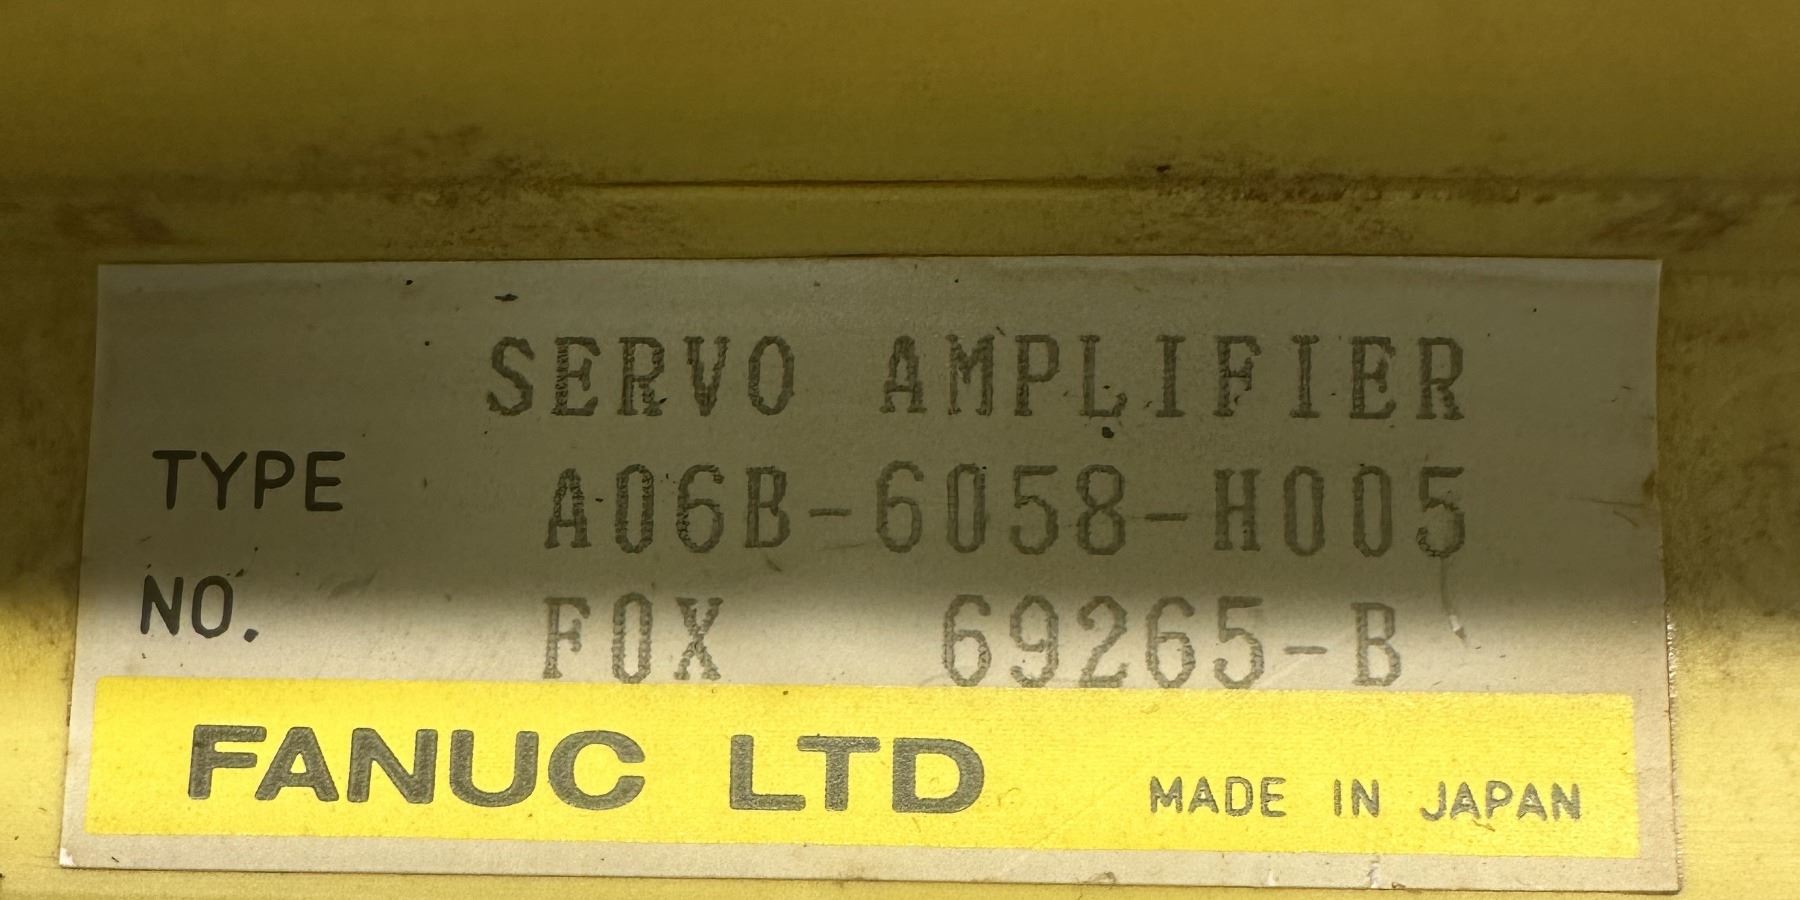 SERVO AMPLIFIER
TYPE A06B-6058-H005
NO. F0X 69265-B
FANUC LTD MADE IN JAPAN